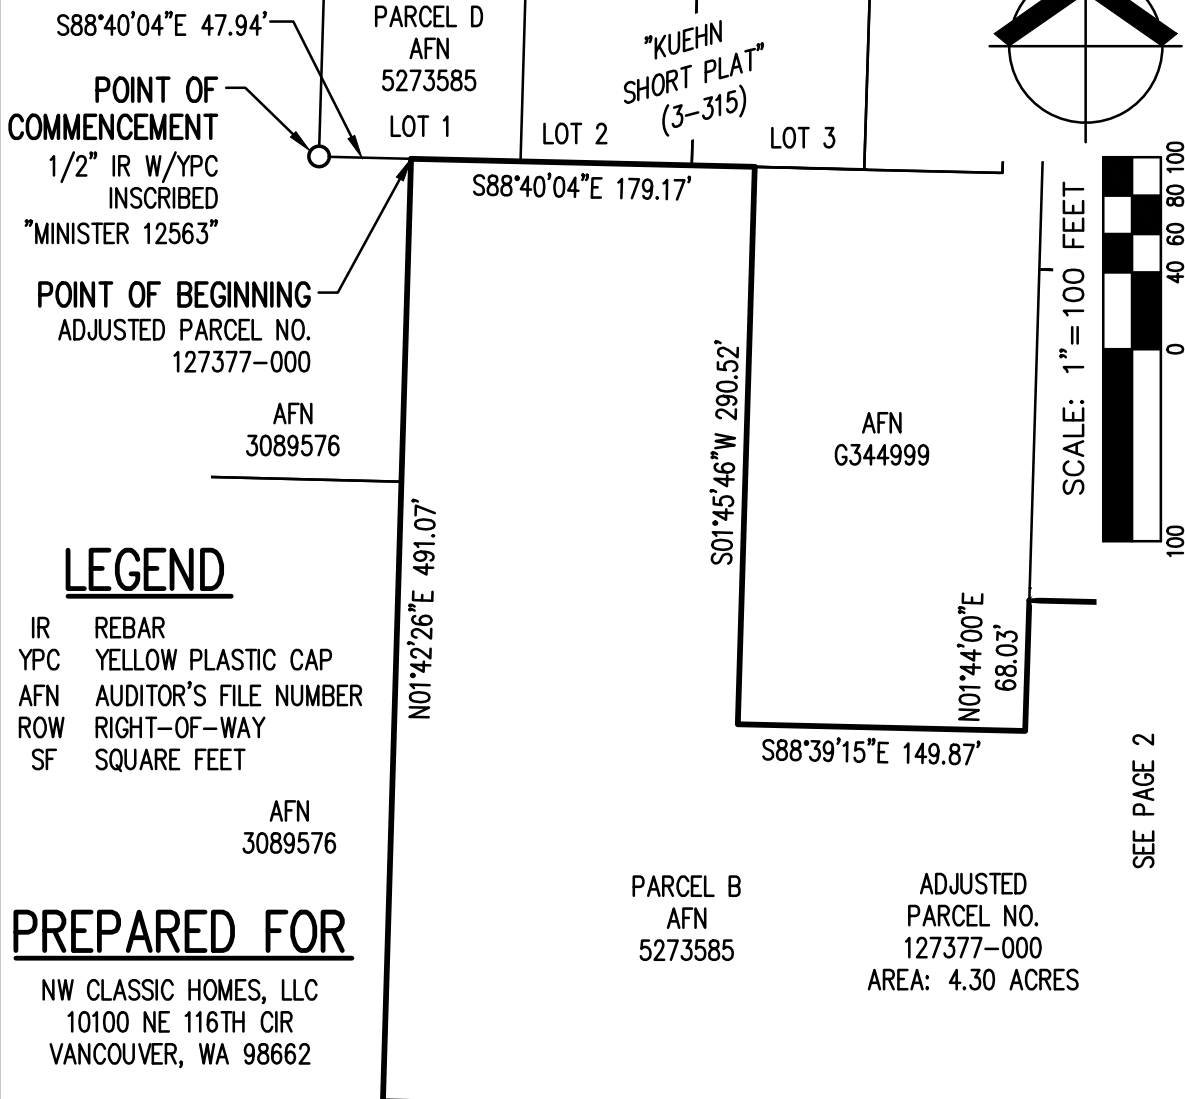 S88°40'04"E 47.94'
PARCEL D
AFN
5273585
LOT 1
"KUEHN
SHORT PLAT"
(3-315)
LOT 2
LOT 3
POINT OF
COMMENCEMENT
1/2" IR W/YPC
INSCRIBED
"MINISTER 12563"
S88°40'04"E 179.17'
POINT OF BEGINNING
ADJUSTED PARCEL NO.
127377-000
AFN
3089576
N01°42'26"E 491.07'
S01°45'46"W 290.52'
AFN
G344999
N01°44'00"E
68.03'
S88°39'15"E 149.87'
SCALE: 1"=100 FEET
100 0 40 60 80 100
LEGEND
IR REBAR
YPC YELLOW PLASTIC CAP
AFN AUDITOR'S FILE NUMBER
ROW RIGHT-OF-WAY
SF SQUARE FEET
AFN
3089576
SEE PAGE 2
PARCEL B
AFN
5273585
ADJUSTED
PARCEL NO.
127377-000
AREA: 4.30 ACRES
PREPARED FOR
NW CLASSIC HOMES, LLC
10100 NE 116TH CIR
VANCOUVER, WA 98662